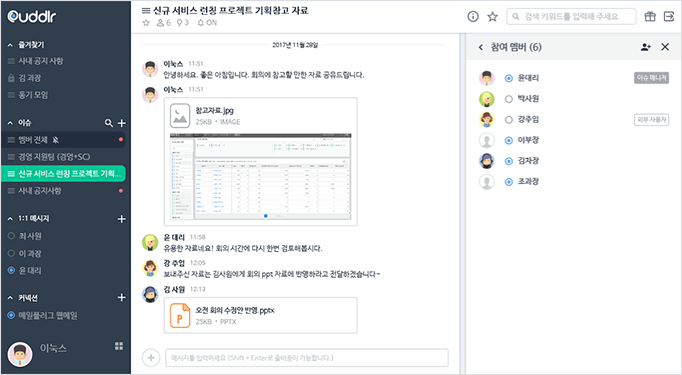 Puddlr
즐겨찾기
사내 공지 사항
김 과장
동기 모임
이슈
멤버 전체
경영 지원팀 (경영+SC)
신규 서비스 런칭 프로젝트 기획...
사내 공지사항
1:1 메시지
최 사원
이 과장
윤 대리
커넥션
메일플러그 웹메일
이눅스
신규 서비스 런칭 프로젝트 기획참고 자료
6 3 ON
검색 키워드를 입력해 주세요
2017년 11월 28일
이눅스 11:51
안녕하세요. 좋은 아침입니다. 회의에 참고할 만한 자료 공유드립니다.
이눅스 11:51
참고자료.jpg
25KB • IMAGE
윤 대리 11:58
유용한 자료네요! 회의 시간에 다시 한번 검토해봅시다.
강 주임 12:05
보내주신 자료는 김사원에게 회의 ppt 자료에 반영하라고 전달하겠습니다~
김 사원 12:13
오전 회의 수정안 반영.pptx
25KB • PPTX
메시지를 입력하세요 (Shift + Enter로 줄바꿈이 가능합니다.)
참여 멤버 (6)
윤대리 이슈 매니저
박사원
강주임 외부 사용자
이부장
김차장
조과장